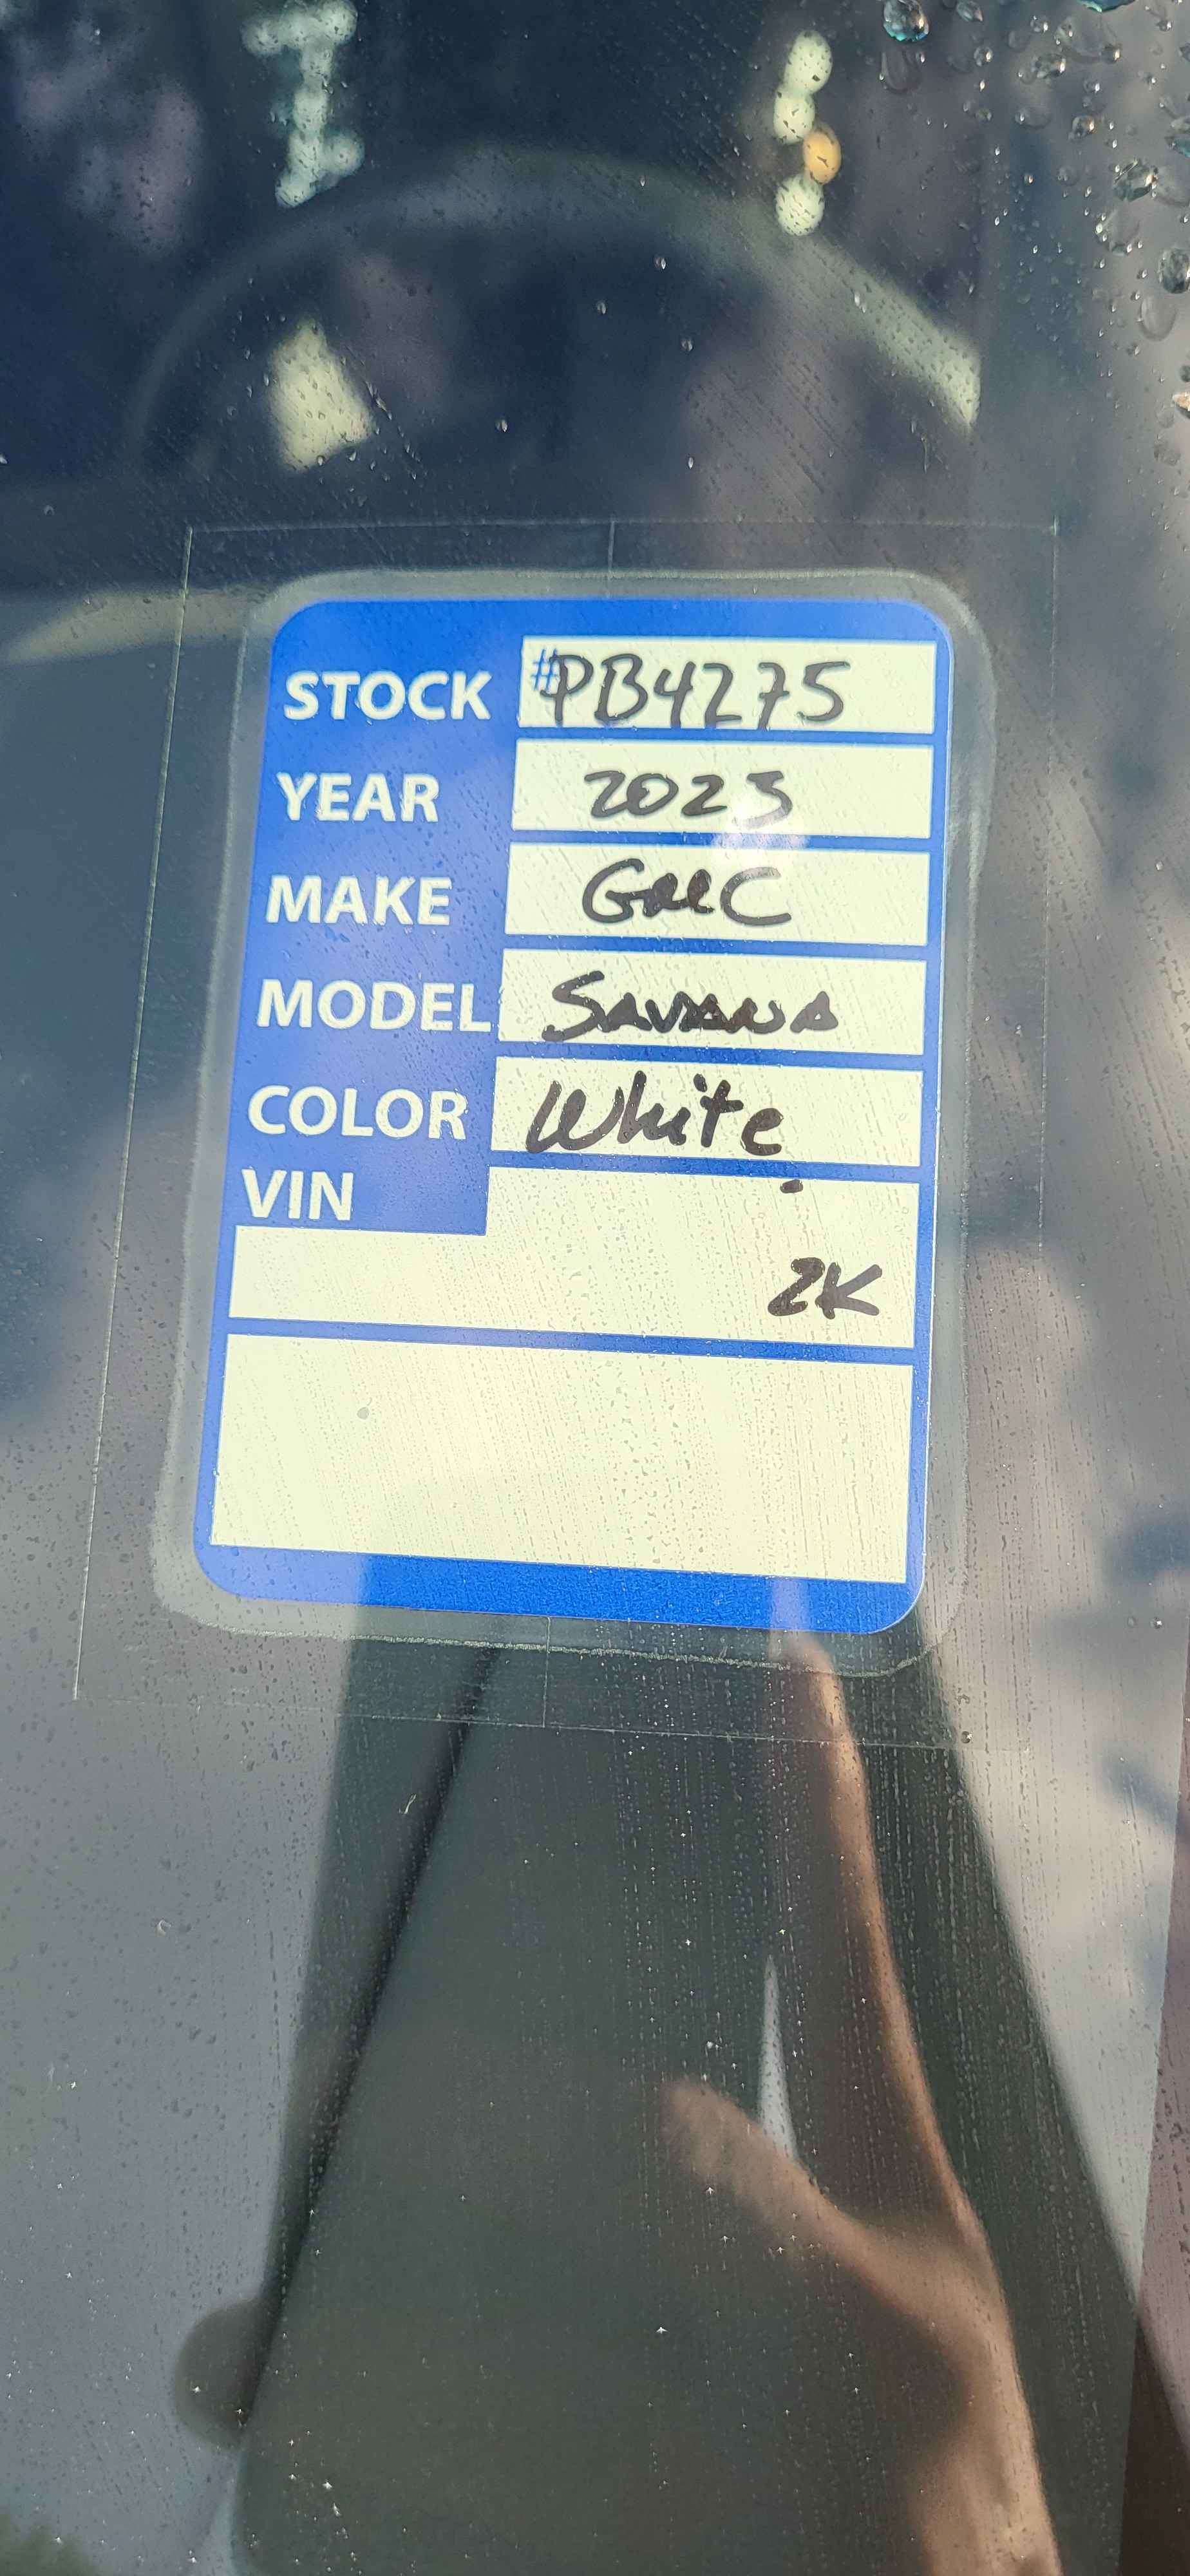 STOCK #PB4275
YEAR 2023
MAKE GMC
MODEL SAVANA
COLOR White
VIN
2K